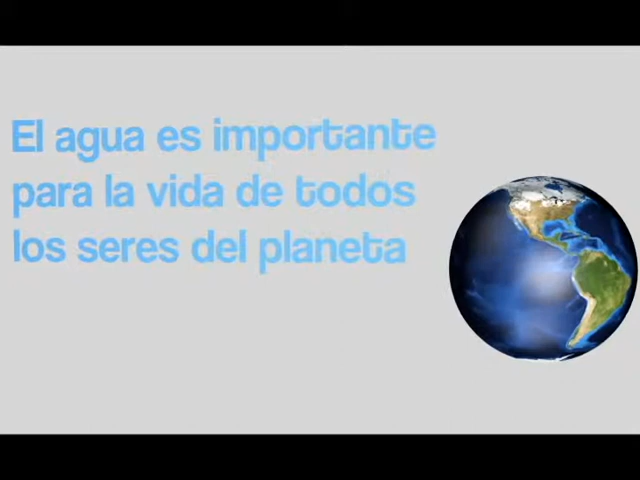 El agua es importante
para la vida de todos
los seres del planeta